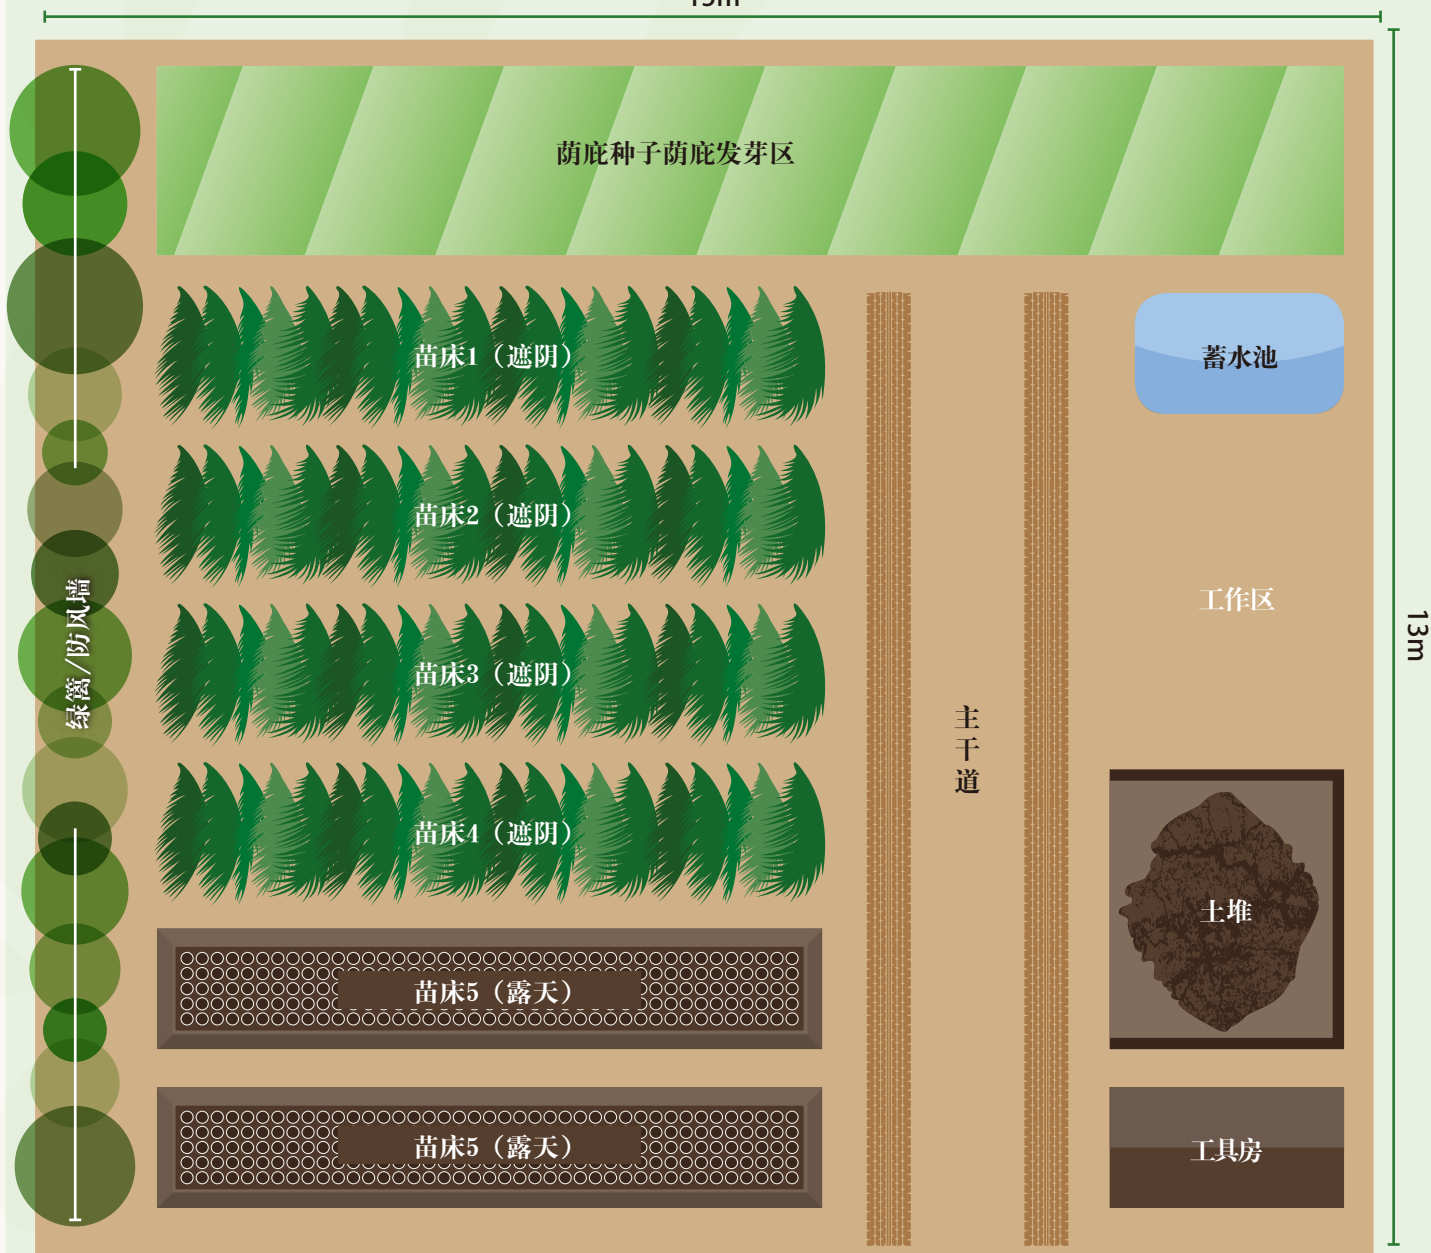 荫庇种子荫庇发芽区
苗床1（遮阴）
蓄水池
苗床2（遮阴）
绿篱/防风墙
工作区
13m
苗床3（遮阴）
主干道
苗床4（遮阴）
土堆
苗床5（露天）
苗床5（露天）
工具房